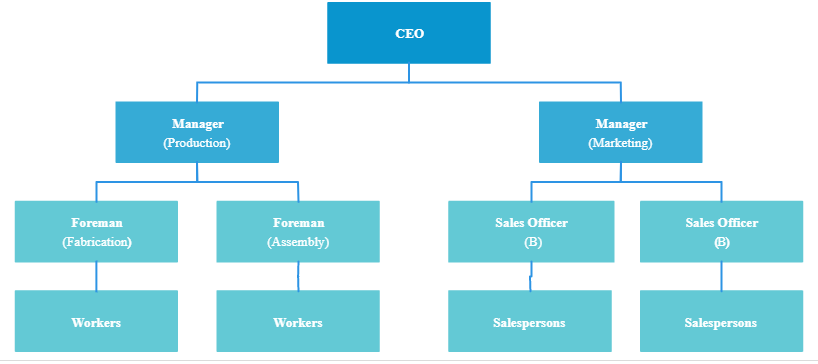 CEO
Manager
(Production)
Manager
(Marketing)
Foreman
(Fabrication)
Foreman
(Assembly)
Sales Officer
(B)
Sales Officer
(B)
Workers
Workers
Salespersons
Salespersons